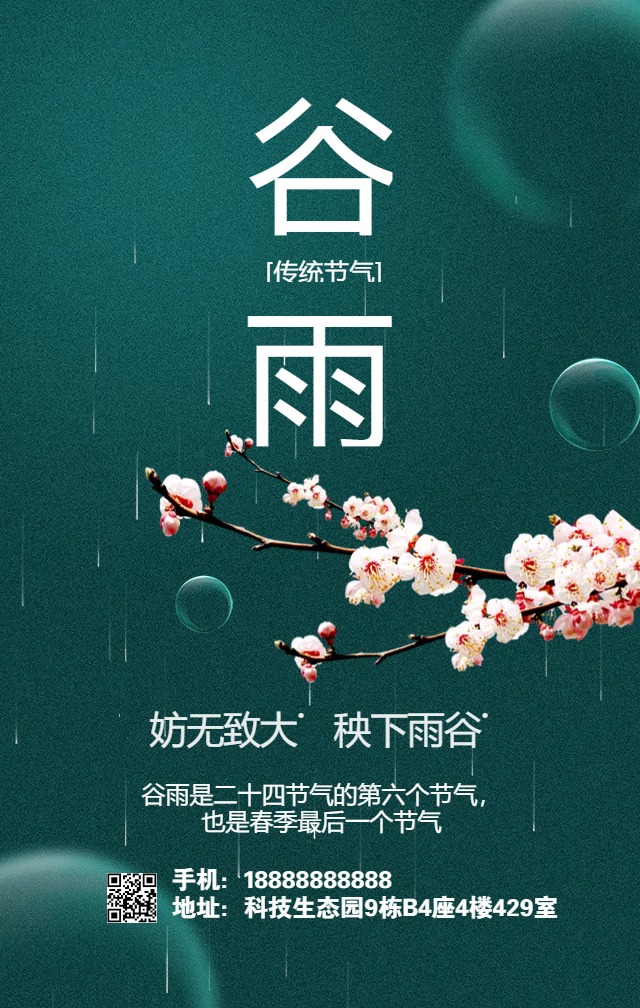 谷
[传统节气]
雨
妨无致大· 秧下雨谷·
谷雨是二十四节气的第六个节气，
也是春季最后一个节气
手机：18888888888
地址：科技生态园9栋B4座4楼429室